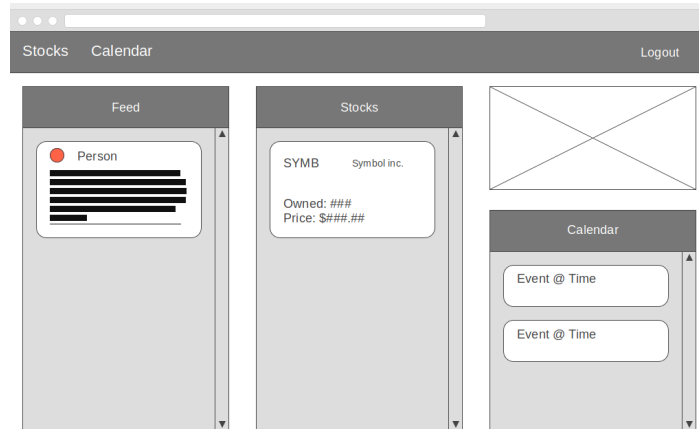 Stocks Calendar Logout
Feed
Person
Stocks
SYMB Symbol inc.
Owned: ###
Price: $###.##
Calendar
Event @ Time
Event @ Time